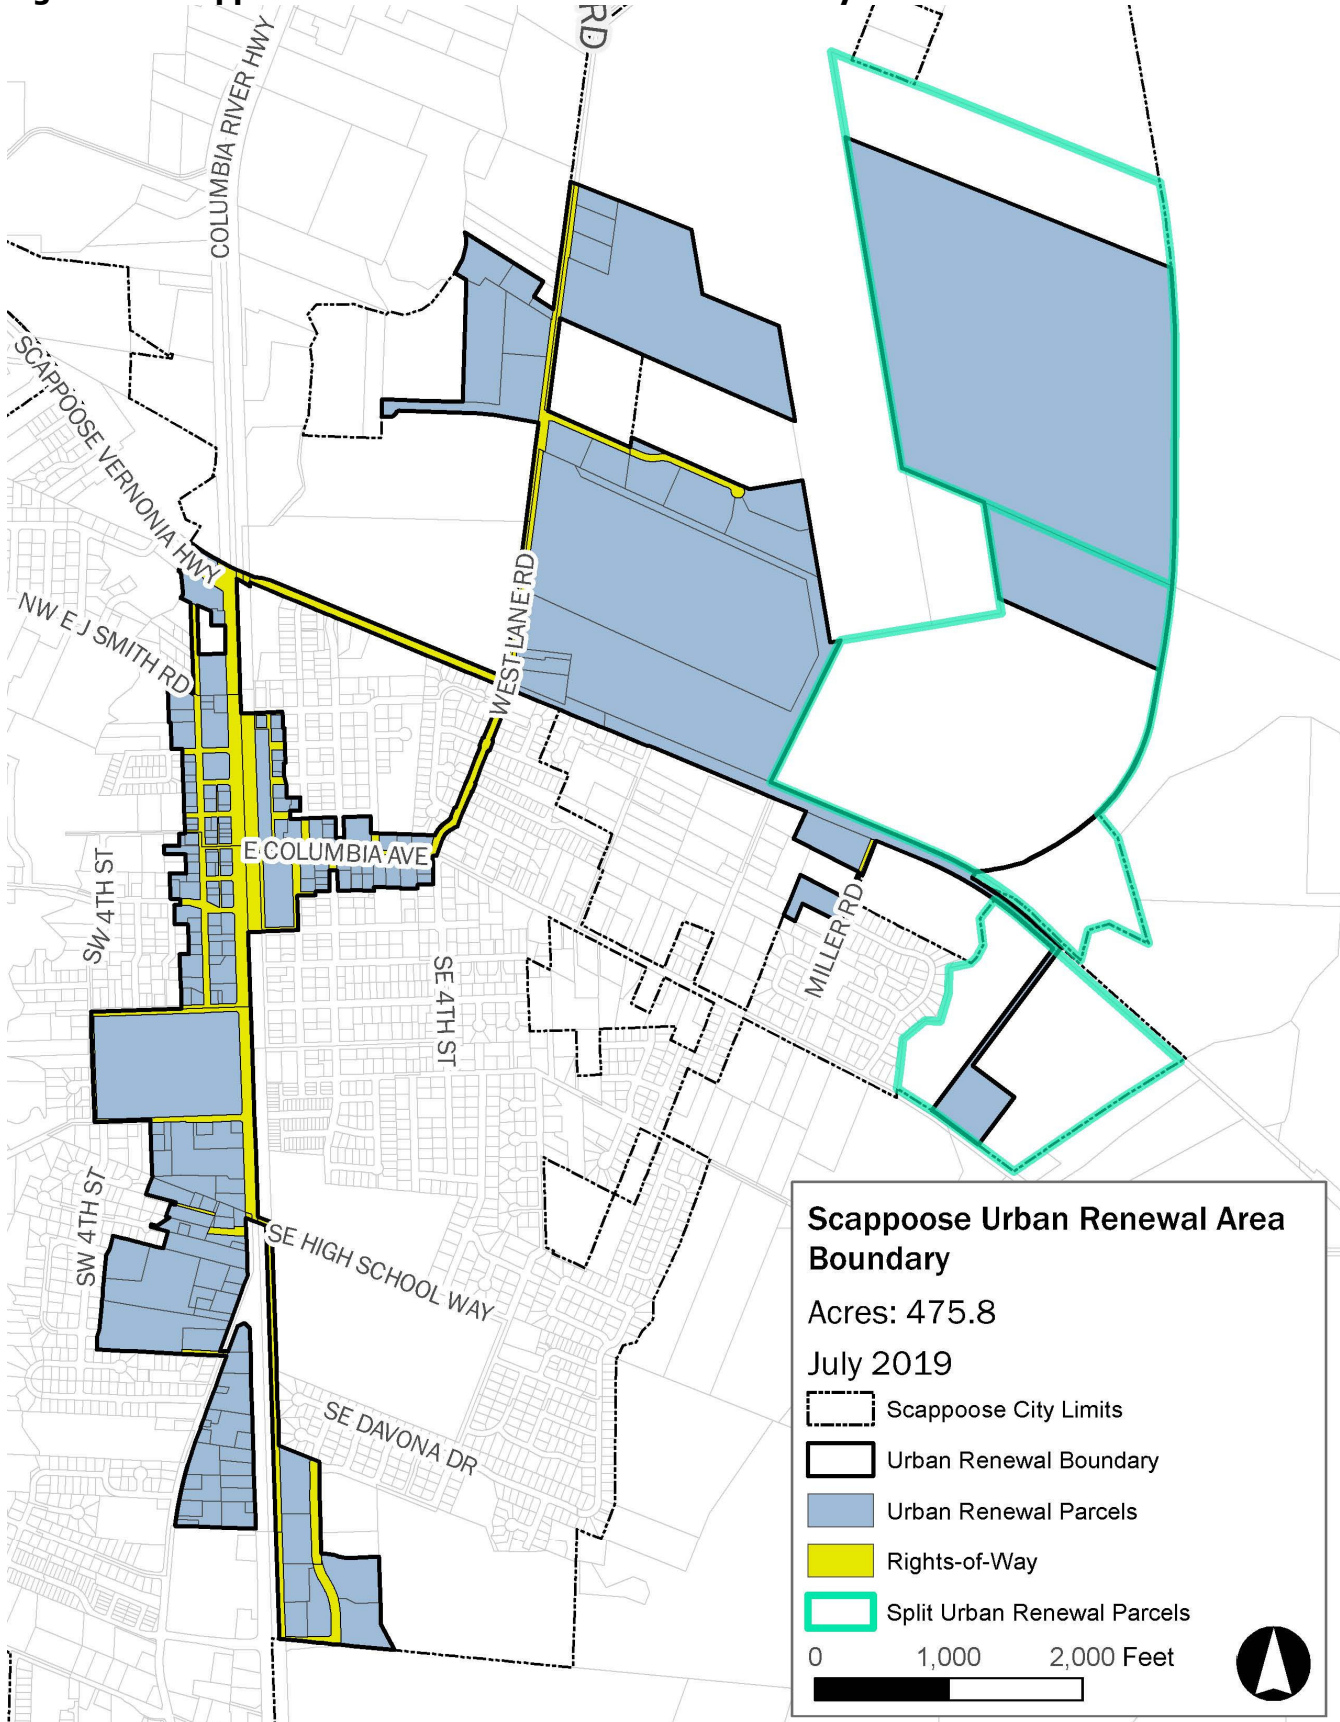 RD
COLUMBIA RIVER HWY
SCAPPOOSE VERNONIA HWY
NW E J SMITH RD
WEST LANE RD
E COLUMBIA AVE
SW 4TH ST
SE 4TH ST
MILLER RD
SW 4TH ST
SE HIGH SCHOOL WAY
SE DAVONA DR
Scappoose Urban Renewal Area
Boundary
Acres: 475.8
July 2019
Scappoose City Limits
Urban Renewal Boundary
Urban Renewal Parcels
Rights-of-Way
Split Urban Renewal Parcels
0 1,000 2,000 Feet